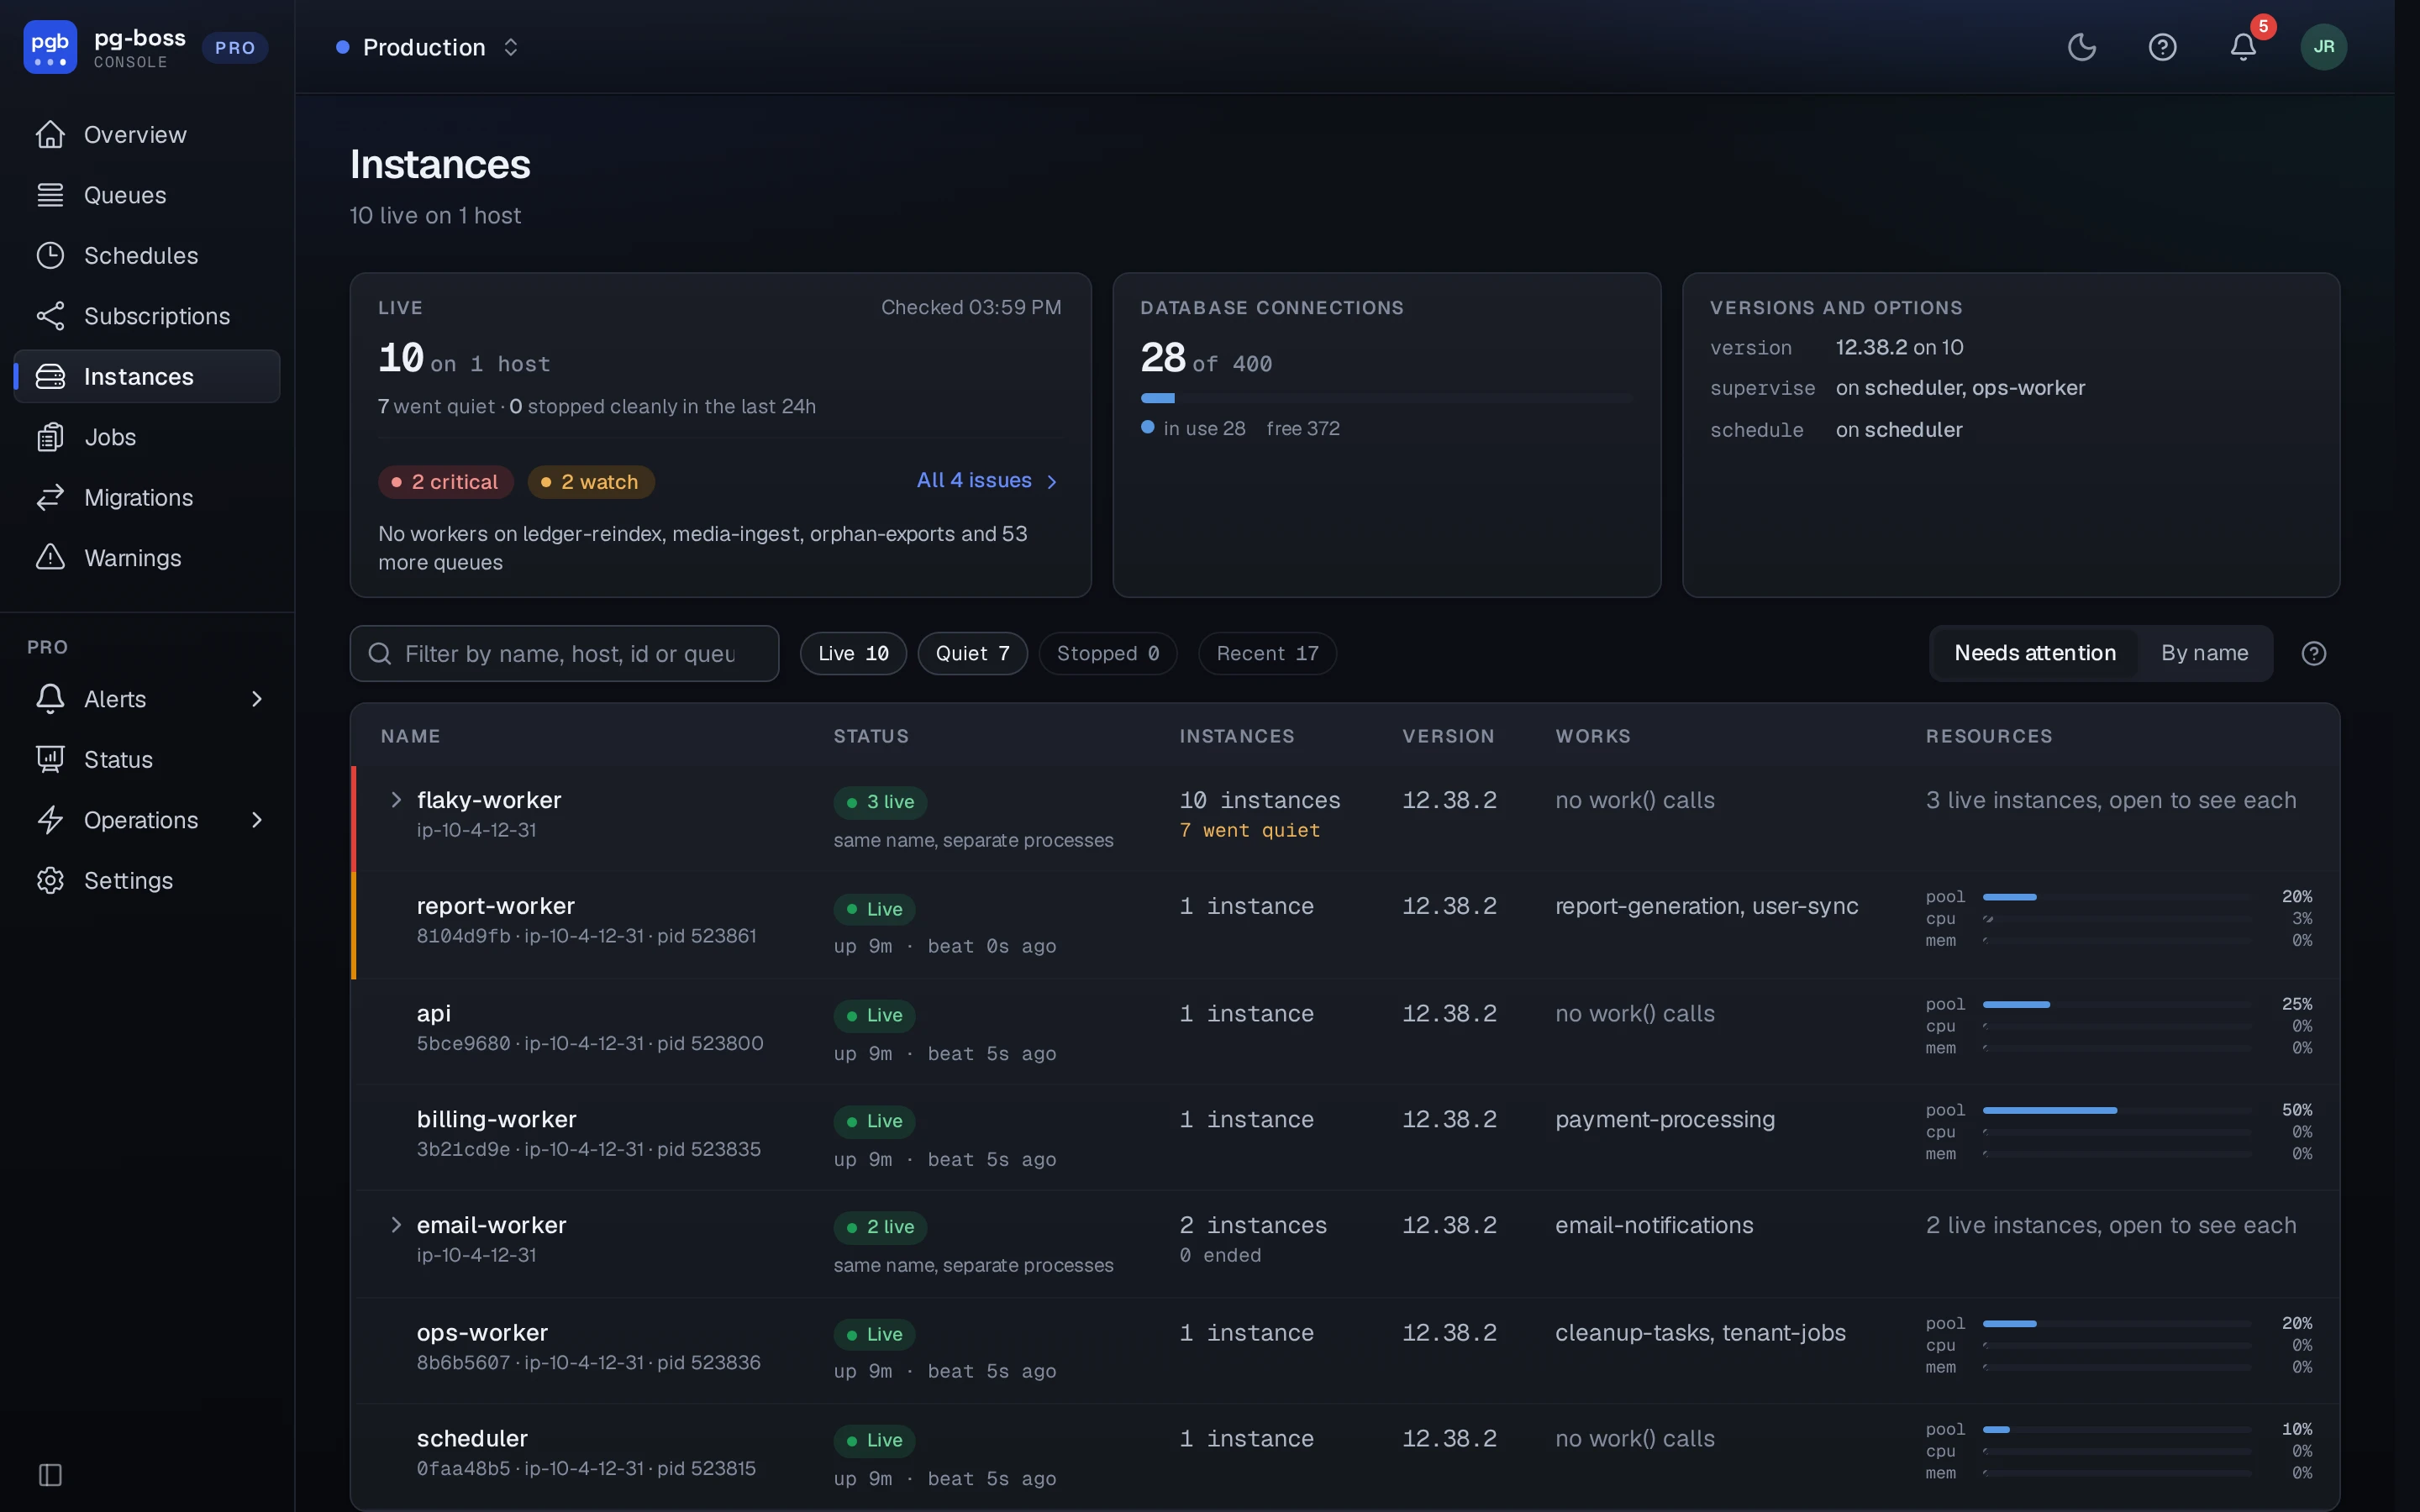 pgb
pg-boss
CONSOLE
PRO
Production
5
JR
Overview
Queues
Schedules
Subscriptions
Instances
Jobs
Migrations
Warnings
PRO
Alerts
Status
Operations
Settings
Instances
10 live on 1 host
LIVE
Checked 03:59 PM
10 on 1 host
7 went quiet · 0 stopped cleanly in the last 24h
2 critical
2 watch
All 4 issues
No workers on ledger-reindex, media-ingest, orphan-exports and 53
more queues
DATABASE CONNECTIONS
28 of 400
in use 28 free 372
VERSIONS AND OPTIONS
version 12.38.2 on 10
supervise on scheduler, ops-worker
schedule on scheduler
Filter by name, host, id or queu
Live 10
Quiet 7
Stopped 0
Recent 17
Needs attention
By name
NAME STATUS INSTANCES VERSION WORKS RESOURCES
flaky-worker
ip-10-4-12-31
3 live
same name, separate processes
10 instances
7 went quiet
12.38.2
no work() calls
3 live instances, open to see each
report-worker
8104d9fb · ip-10-4-12-31 · pid 523861
Live
up 9m · beat 0s ago
1 instance
12.38.2
report-generation, user-sync
pool 20%
cpu 3%
mem 0%
api
5bce9680 · ip-10-4-12-31 · pid 523800
Live
up 9m · beat 5s ago
1 instance
12.38.2
no work() calls
pool 25%
cpu 0%
mem 0%
billing-worker
3b21cd9e · ip-10-4-12-31 · pid 523835
Live
up 9m · beat 5s ago
1 instance
12.38.2
payment-processing
pool 50%
cpu 0%
mem 0%
email-worker
ip-10-4-12-31
2 live
same name, separate processes
2 instances
0 ended
12.38.2
email-notifications
2 live instances, open to see each
ops-worker
8b6b5607 · ip-10-4-12-31 · pid 523836
Live
up 9m · beat 5s ago
1 instance
12.38.2
cleanup-tasks, tenant-jobs
pool 20%
cpu 0%
mem 0%
scheduler
0faa48b5 · ip-10-4-12-31 · pid 523815
Live
up 9m · beat 5s ago
1 instance
12.38.2
no work() calls
pool 10%
cpu 0%
mem 0%